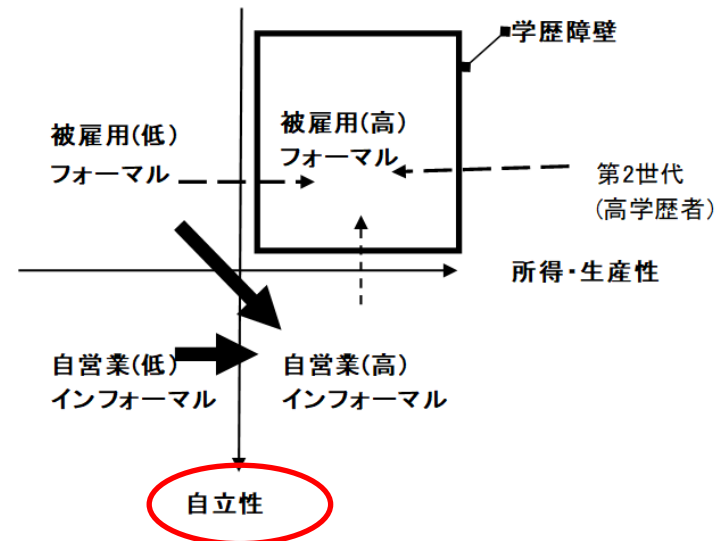 学歴障壁
被雇用(低)
フォーマル
被雇用(高)
フォーマル
第2世代
(高学歴者)
所得・生産性
自営業(低)
インフォーマル
自営業(高)
インフォーマル
自立性